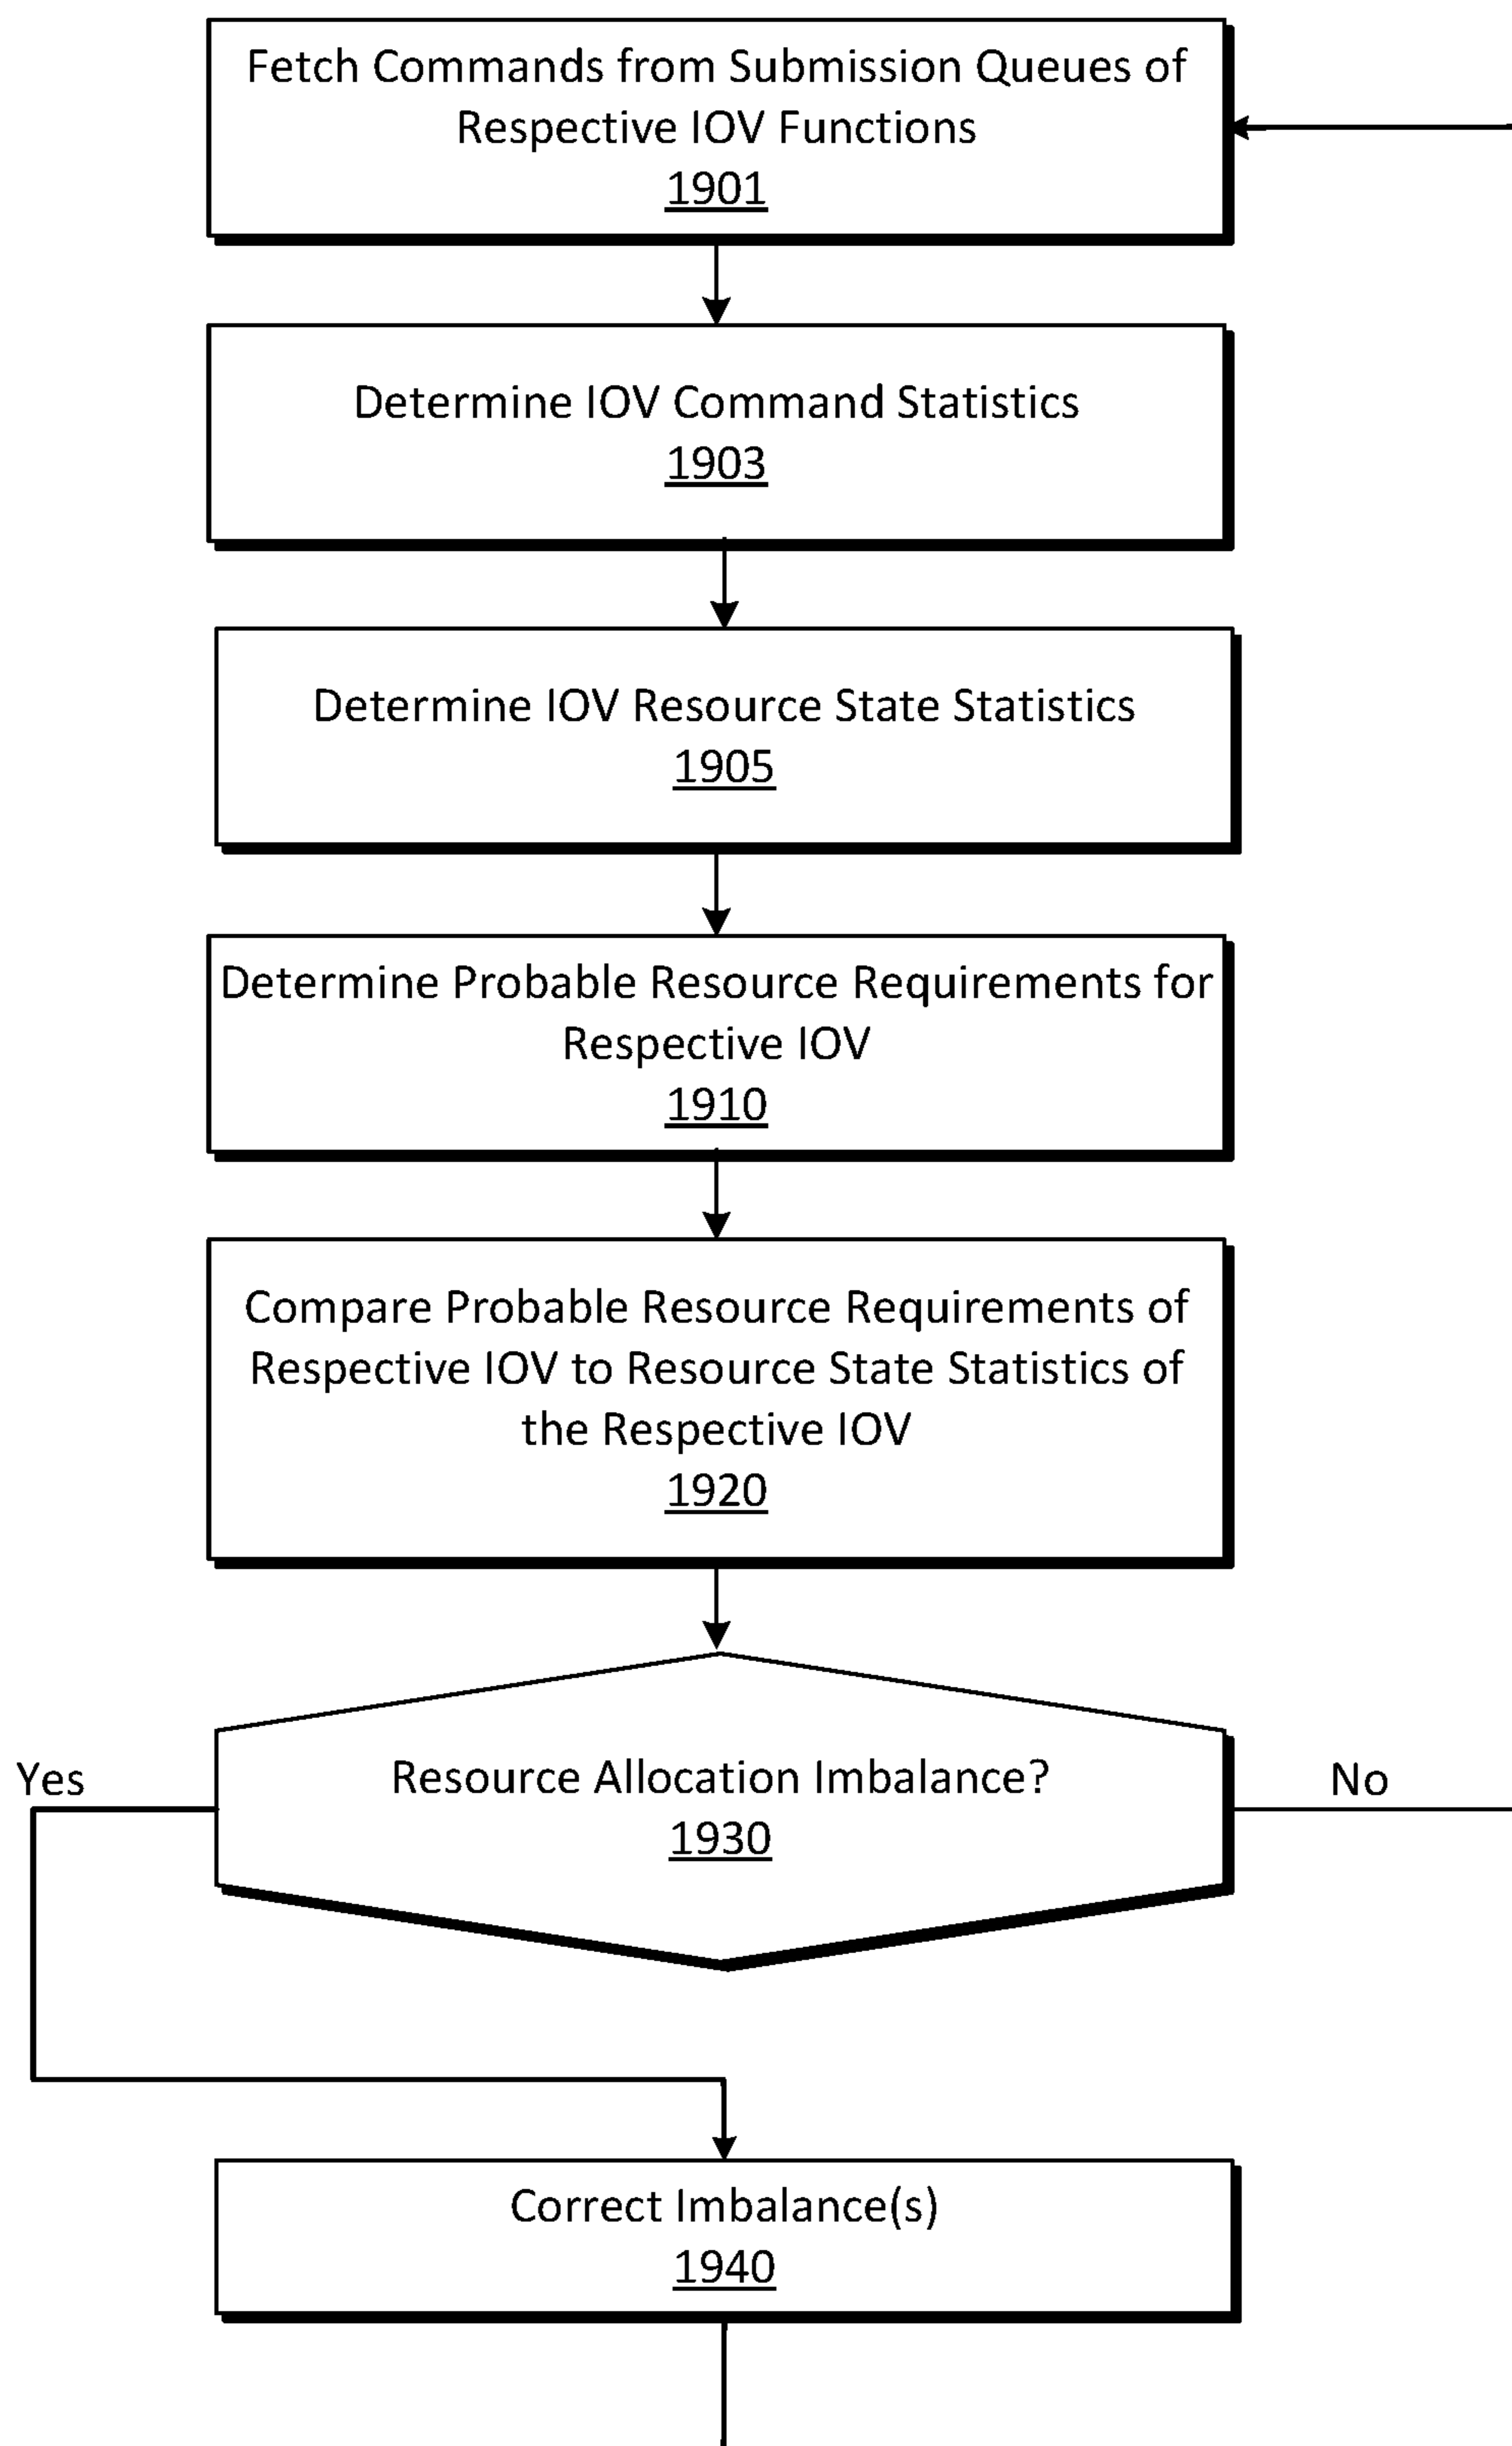 Fetch Commands from Submission Queues of
Respective IOV Functions
1901
Determine IOV Command Statistics
1903
Determine IOV Resource State Statistics
1905
Determine Probable Resource Requirements for
Respective IOV
1910
Compare Probable Resource Requirements of
Respective IOV to Resource State Statistics of
the Respective IOV
1920
Yes
Resource Allocation Imbalance?
No
1930
Correct Imbalance(s)
1940